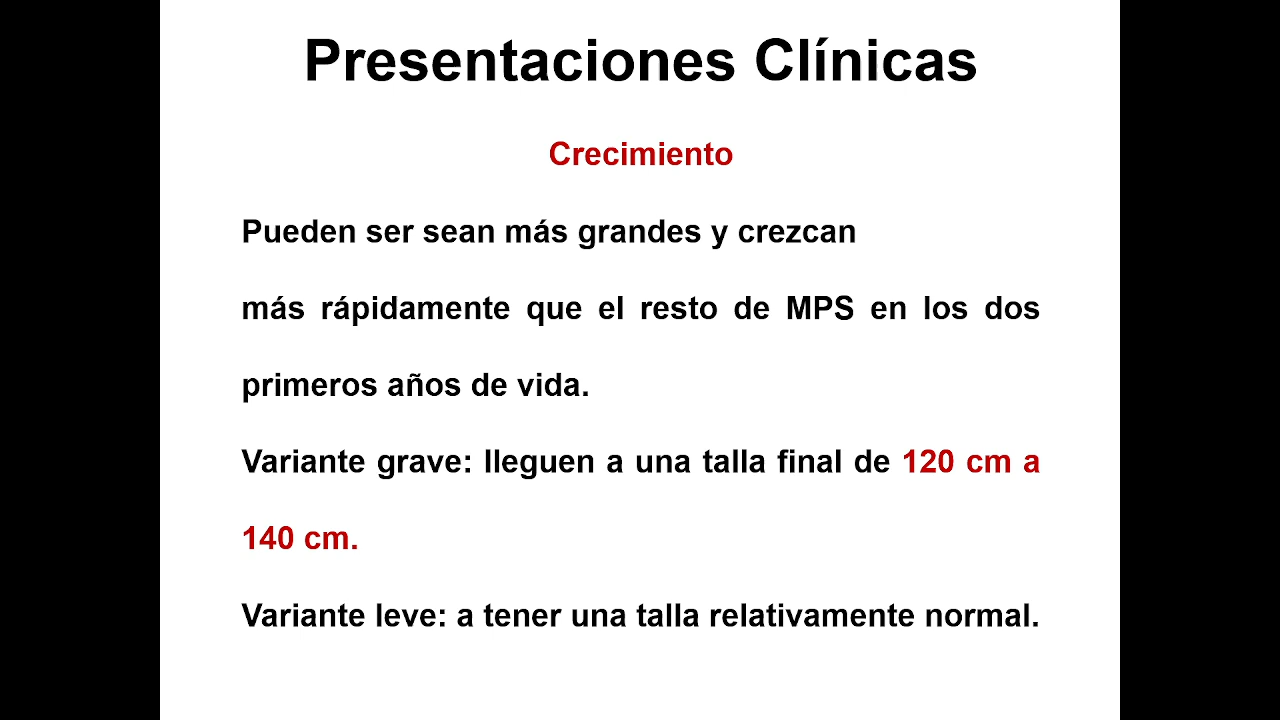 Presentaciones Clínicas
Crecimiento
Pueden ser sean más grandes y crezcan
más rápidamente que el resto de MPS en los dos
primeros años de vida.
Variante grave: lleguen a una talla final de 120 cm a
140 cm.
Variante leve: a tener una talla relativamente normal.